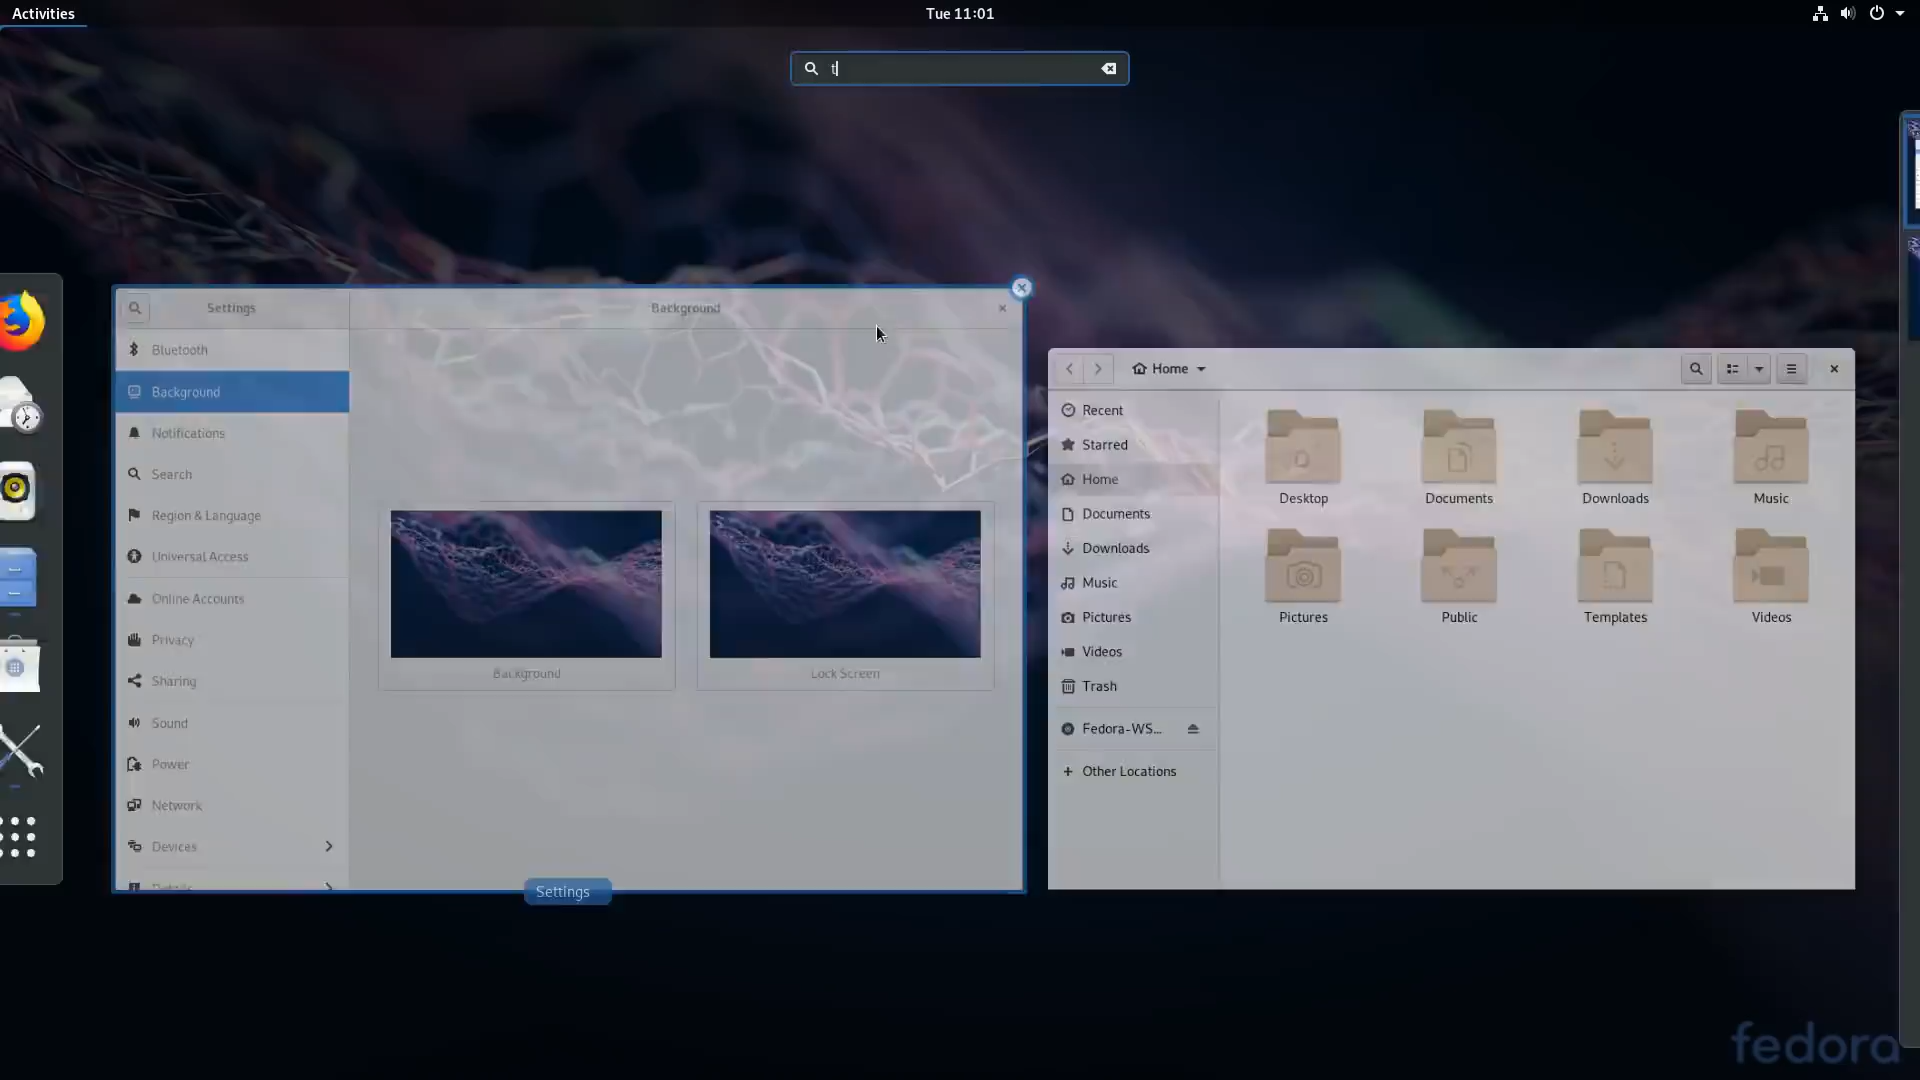 Activities
Tue 11:01
t
Settings
Background
Bluetooth
Background
Notifications
Search
Region & Language
Universal Access
Online Accounts
Privacy
Sharing
Sound
Power
Network
Devices
Details
Background
Lock Screen
Settings
Home
Recent
Starred
Home
Documents
Downloads
Music
Pictures
Videos
Trash
Fedora-WS...
Other Locations
Desktop
Documents
Downloads
Music
Pictures
Public
Templates
Videos
fedora